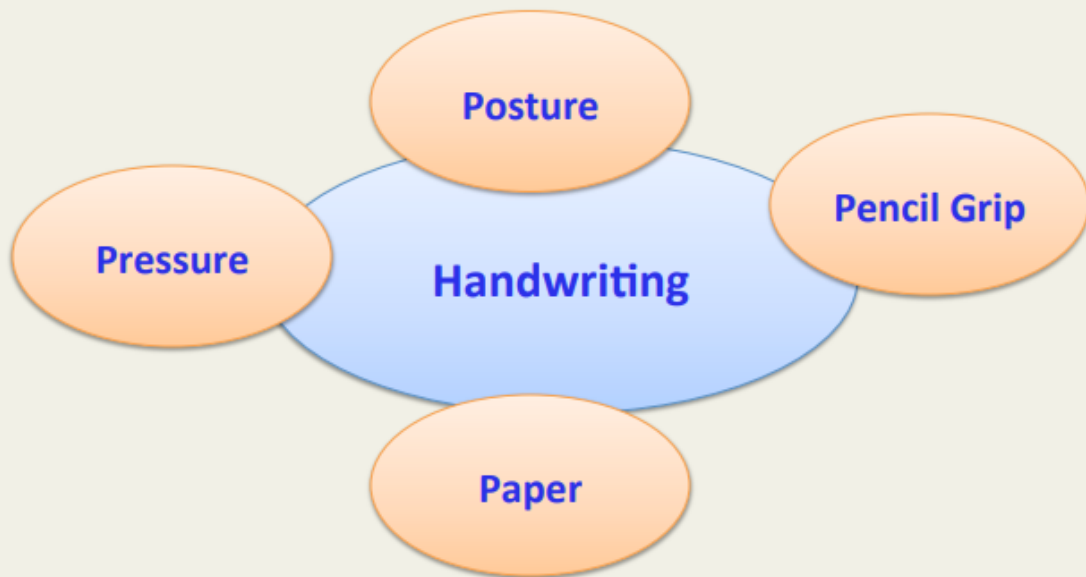 Posture
Pencil Grip
Pressure
Handwriting
Paper